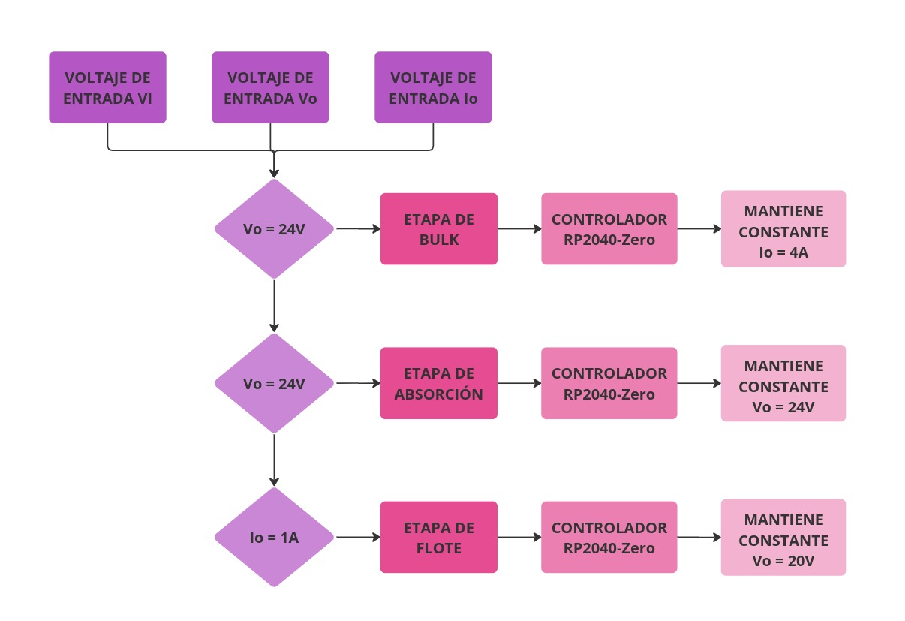 VOLTAJE DE
ENTRADA VI
VOLTAJE DE
ENTRADA Vo
VOLTAJE DE
ENTRADA Io
Vo = 24V
ETAPA DE
BULK
CONTROLADOR
RP2040-Zero
MANTIENE
CONSTANTE
Io = 4A
Vo = 24V
ETAPA DE
ABSORCIÓN
CONTROLADOR
RP2040-Zero
MANTIENE
CONSTANTE
Vo = 24V
Io = 1A
ETAPA DE
FLOTE
CONTROLADOR
RP2040-Zero
MANTIENE
CONSTANTE
Vo = 20V